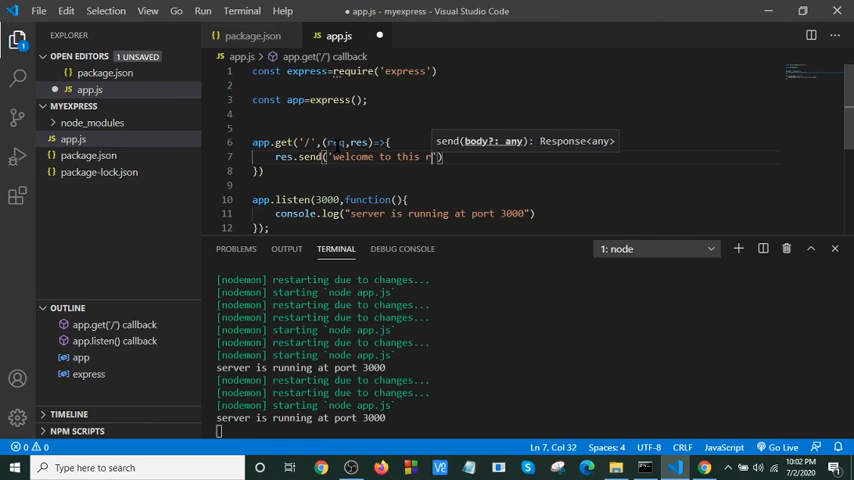 File Edit Selection View Go Run Terminal Help app.js - myexpress - Visual Studio Code
EXPLORER
package.json app.js
OPEN EDITORS 1 UNSAVED
package.json
app.js
MYEXPRESS
node_modules
app.js
package.json
package-lock.json
app.js > app.get('/') callback
1 const express=require('express')
2
3 const app=express();
4
5
6 app.get('/',(req,res)=>{
send(body?: any): Response<any>
7 res.send('welcome to this r')
8 })
9
10 app.listen(3000,function(){
11 console.log("server is running at port 3000")
12 });
PROBLEMS OUTPUT TERMINAL DEBUG CONSOLE 1: node
[nodemon] restarting due to changes...
[nodemon] starting `node app.js`
[nodemon] restarting due to changes...
[nodemon] restarting due to changes...
[nodemon] starting `node app.js`
[nodemon] restarting due to changes...
[nodemon] starting `node app.js`
server is running at port 3000
[nodemon] restarting due to changes...
[nodemon] restarting due to changes...
[nodemon] starting `node app.js`
server is running at port 3000
OUTLINE
app.get('/') callback
app.listen() callback
app
express
TIMELINE
NPM SCRIPTS
0 0 Ln 7, Col 32 Spaces: 4 UTF-8 CRLF JavaScript Go Live
Type here to search
10:02 PM
7/2/2020